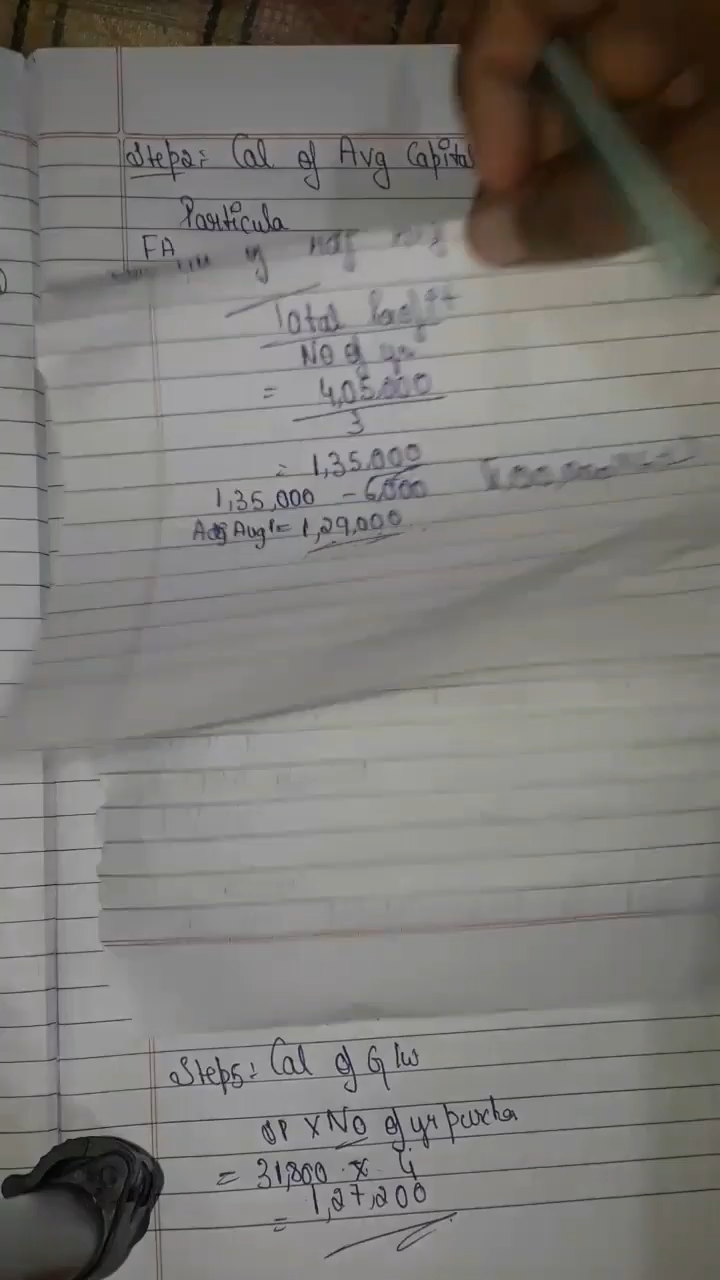 Step2: Cal of Avg Capital
Particula
FA
Total Profit
No of yr
= 4,05,000
3
= 1,35,000
1,35,000 - 6,000
Adj Avg = 1,29,000
Step5: Cal of G/w
SP x No of yr purcha
= 31,800 x 4
= 1,27,200